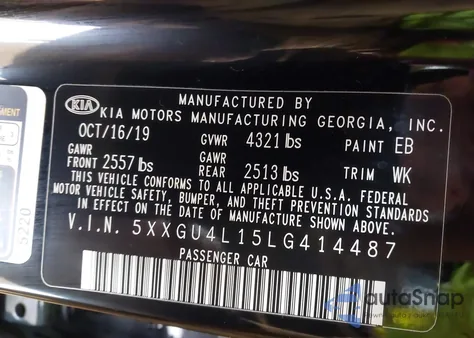 MANUFACTURED BY
KIA KIA MOTORS MANUFACTURING GEORGIA, INC.
OCT/16/19 GVWR 4321 lbs PAINT EB
GAWR GAWR
FRONT 2557 lbs REAR 2513 lbs TRIM WK
THIS VEHICLE CONFORMS TO ALL APPLICABLE U.S.A. FEDERAL
MOTOR VEHICLE SAFETY, BUMPER, AND THEFT PREVENTION
STANDARDS IN EFFECT ON THE DATE OF MANUFACTURE SHOWN ABOVE.
V.I.N. 5XXGU4L15LG414487
PASSENGER CAR
5220
autoSnap